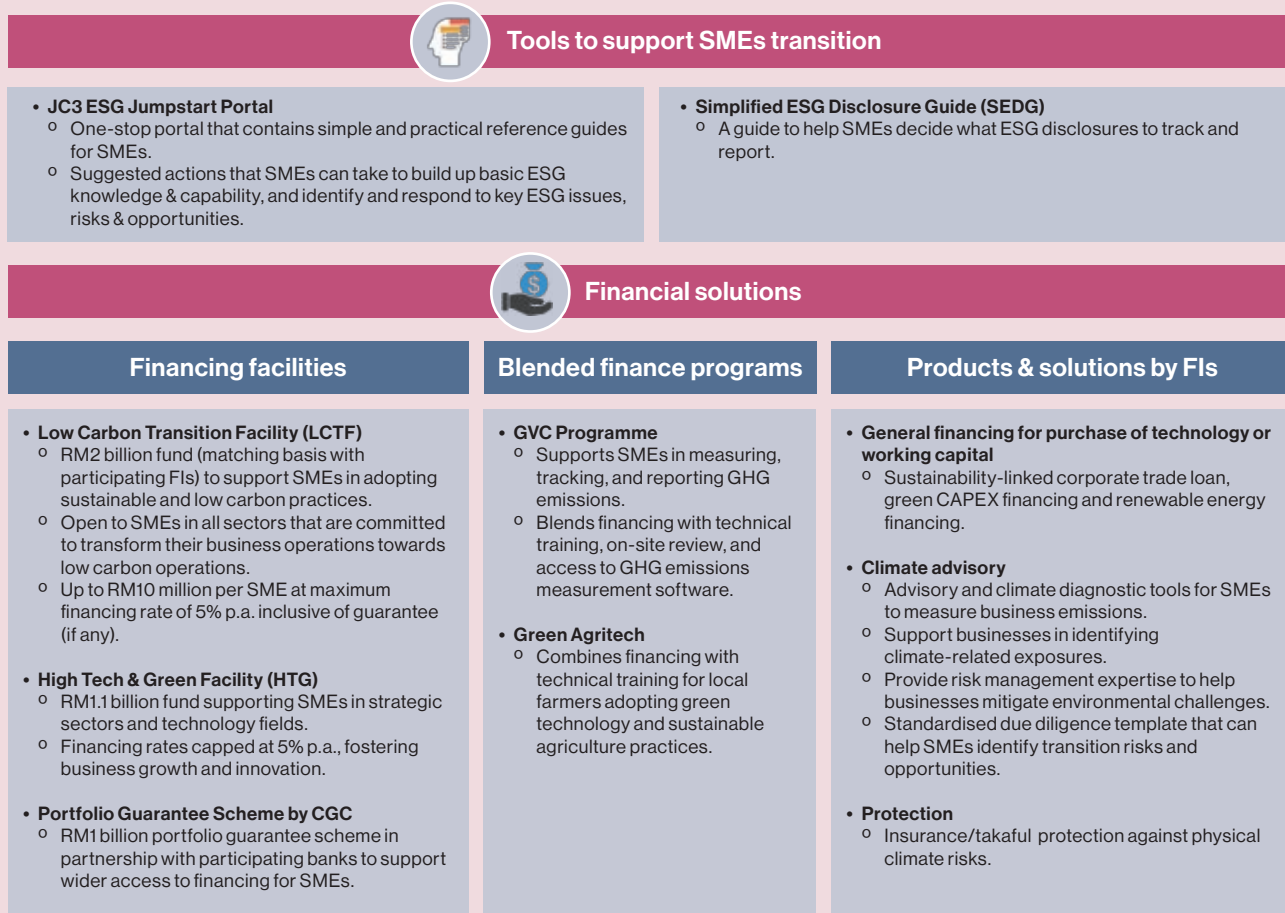 Tools to support SMEs transition
• JC3 ESG Jumpstart Portal
o One-stop portal that contains simple and practical reference guides
for SMEs.
o Suggested actions that SMEs can take to build up basic ESG
knowledge & capability, and identify and respond to key ESG issues,
risks & opportunities.
• Simplified ESG Disclosure Guide (SEDG)
o A guide to help SMEs decide what ESG disclosures to track and
report.
$
Financial solutions
Financing facilities
• Low Carbon Transition Facility (LCTF)
o RM2 billion fund (matching basis with
participating FIs) to support SMEs in adopting
sustainable and low carbon practices.
o Open to SMEs in all sectors that are committed
to transform their business operations towards
low carbon operations.
o Up to RM10 million per SME at maximum
financing rate of 5% p.a. inclusive of guarantee
(if any).
• High Tech & Green Facility (HTG)
o RM1.1 billion fund supporting SMEs in strategic
sectors and technology fields.
o Financing rates capped at 5% p.a., fostering
business growth and innovation.
• Portfolio Guarantee Scheme by CGC
o RM1 billion portfolio guarantee scheme in
partnership with participating banks to support
wider access to financing for SMEs.
Blended finance programs
• GVC Programme
o Supports SMEs in measuring,
tracking, and reporting GHG
emissions.
o Blends financing with technical
training, on-site review, and
access to GHG emissions
measurement software.
• Green Agritech
o Combines financing with
technical training for local
farmers adopting green
technology and sustainable
agriculture practices.
Products & solutions by FIs
• General financing for purchase of technology or
working capital
o Sustainability-linked corporate trade loan,
green CAPEX financing and renewable energy
financing.
• Climate advisory
o Advisory and climate diagnostic tools for SMEs
to measure business emissions.
o Support businesses in identifying
climate-related exposures.
o Provide risk management expertise to help
businesses mitigate environmental challenges.
o Standardised due diligence template that can
help SMEs identify transition risks and
opportunities.
• Protection
o Insurance/takaful protection against physical
climate risks.